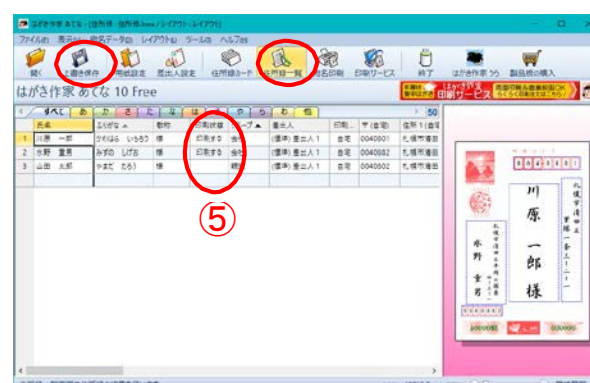 はがき作家 あてな - [住所録 : 住所録.hsw / レイアウト : レイアウト1]
ファイル(F) 表示(V) 宛名データ(D) レイアウト(L) ツール(T) ヘルプ(H)
開く 上書き保存 用紙設定 差出人設定 住所録カード 住所録一覧 宛名印刷 印刷サービス 終了 はがき作家 うら 製品版の購入
はがき作家 あてな 10 Free
印刷サービス
すべて あ か さ た な は ま や ら わ 他 50
氏名 ふりがな 敬称 印刷状態 グループ 差出人 印刷... 〒(自宅) 住所1(自宅
1 川原 一郎 かわはら いちろう 様 印刷する 会社 (標準) 差出人1 自宅 0040801 札幌市清田
2 水野 重男 みずの しげお 様 印刷する 会社 (標準) 差出人1 自宅 0040802 札幌市清田
3 山田 太郎 やまだ たろう 様 親戚 (標準) 差出人1 自宅 0040802 札幌市清田
⑤
川原 一郎 様
水野 重男